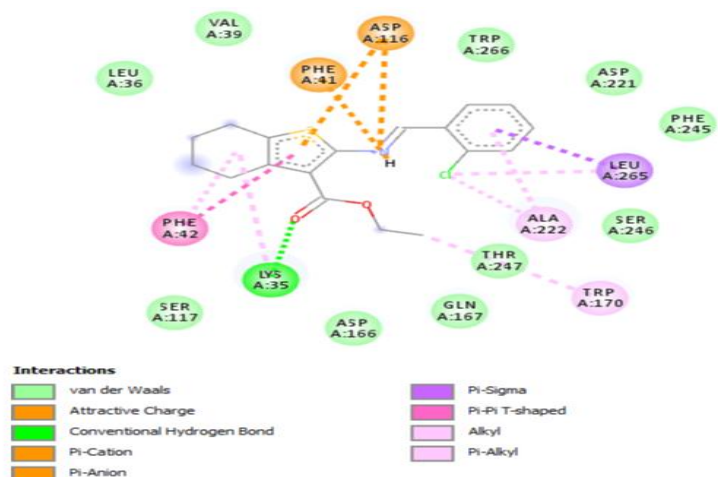 VAL
A:39
ASP
A:116
TRP
A:266
LEU
A:36
PHE
A:41
ASP
A:221
PHE
A:245
S
N
H
LEU
A:265
Cl
PHE
A:42
O
O
ALA
A:222
SER
A:246
LYS
A:35
THR
A:247
TRP
A:170
SER
A:117
ASP
A:166
GLN
A:167
Interactions
van der Waals
Attractive Charge
Conventional Hydrogen Bond
Pi-Cation
Pi-Anion
Pi-Sigma
Pi-Pi T-shaped
Alkyl
Pi-Alkyl